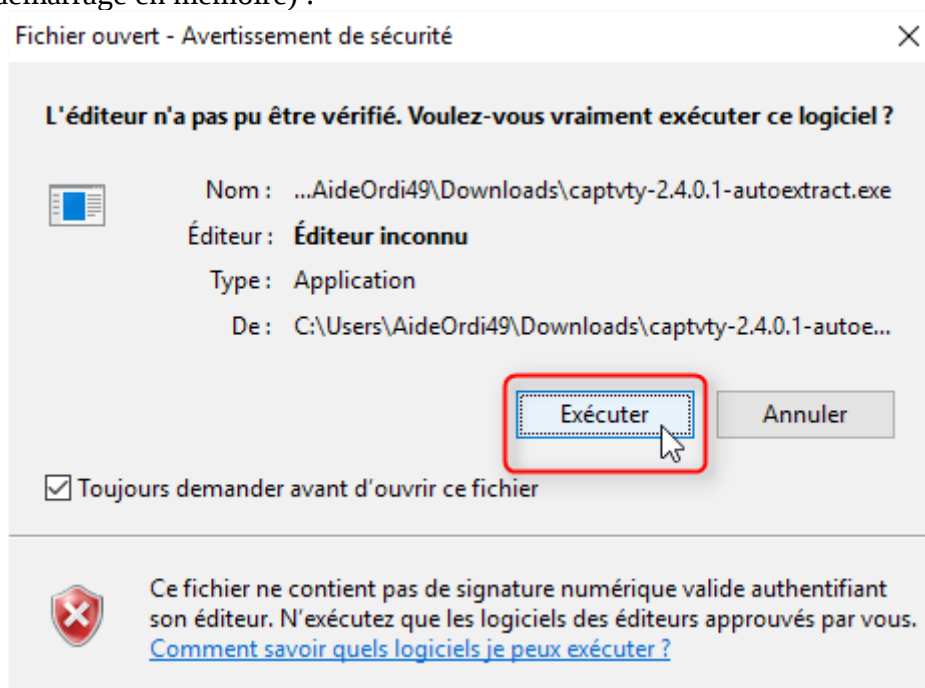 démarrage en mémoire) :
Fichier ouvert - Avertissement de sécurité
L'éditeur n'a pas pu être vérifié. Voulez-vous vraiment exécuter ce logiciel ?
Nom : ...AideOrdi49\Downloads\captvty-2.4.0.1-autoextract.exe
Éditeur : Éditeur inconnu
Type : Application
De : C:\Users\AideOrdi49\Downloads\captvty-2.4.0.1-autoe...
Exécuter Annuler
Toujours demander avant d'ouvrir ce fichier
Ce fichier ne contient pas de signature numérique valide authentifiant
son éditeur. N'exécutez que les logiciels des éditeurs approuvés par vous.
Comment savoir quels logiciels je peux exécuter ?